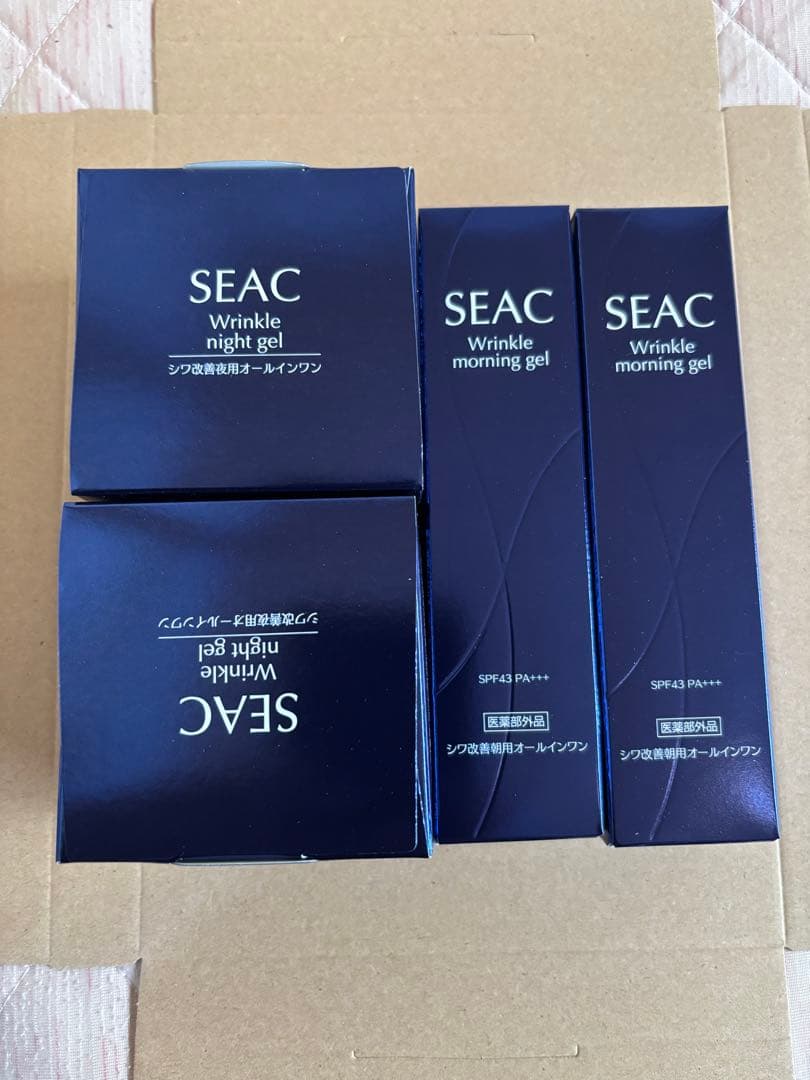 SEAC
Wrinkle
night gel
シワ改善夜用オールインワン
SEAC
Wrinkle
morning gel
SPF43 PA+++
医薬部外品
シワ改善朝用オールインワン
SEAC
Wrinkle
morning gel
SPF43 PA+++
医薬部外品
シワ改善朝用オールインワン
SEAC
Wrinkle
night gel
シワ改善夜用オールインワン